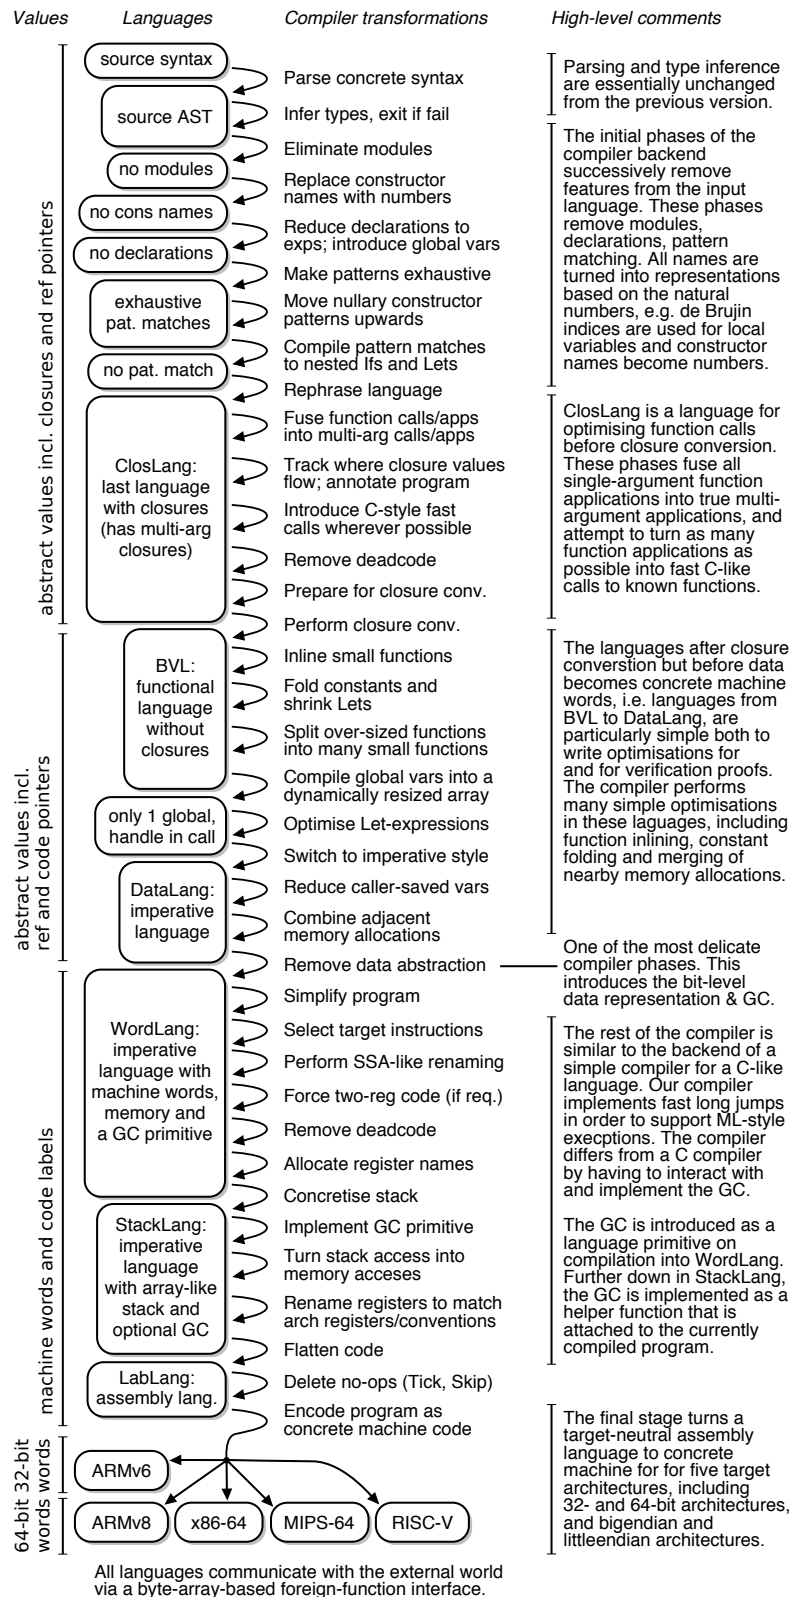 Values Languages Compiler transformations High-level comments
source syntax
Parse concrete syntax
source AST
Infer types, exit if fail
Eliminate modules
no modules
Replace constructor
names with numbers
no cons names
Reduce declarations to
exps; introduce global vars
no declarations
Make patterns exhaustive
exhaustive
pat. matches
Move nullary constructor
patterns upwards
Compile pattern matches
to nested Ifs and Lets
no pat. match
Rephrase language
ClosLang:
last language
with closures
(has multi-arg
closures)
Fuse function calls/apps
into multi-arg calls/apps
Track where closure values
flow; annotate program
Introduce C-style fast
calls wherever possible
Remove deadcode
Prepare for closure conv.
Perform closure conv.
BVL:
functional
language
without
closures
Inline small functions
Fold constants and
shrink Lets
Split over-sized functions
into many small functions
Compile global vars into a
dynamically resized array
only 1 global,
handle in call
Optimise Let-expressions
Switch to imperative style
DataLang:
imperative
language
Reduce caller-saved vars
Combine adjacent
memory allocations
Remove data abstraction
WordLang:
imperative
language with
machine words,
memory and
a GC primitive
Simplify program
Select target instructions
Perform SSA-like renaming
Force two-reg code (if req.)
Remove deadcode
Allocate register names
Concretise stack
StackLang:
imperative
language
with array-like
stack and
optional GC
Implement GC primitive
Turn stack access into
memory acceses
Rename registers to match
arch registers/conventions
Flatten code
LabLang:
assembly lang.
Delete no-ops (Tick, Skip)
Encode program as
concrete machine code
ARMv6
ARMv8 x86-64 MIPS-64 RISC-V
abstract values incl. closures and ref pointers
abstract values incl.
ref and code pointers
machine words and code labels
32-bit
words
64-bit
words
Parsing and type inference
are essentially unchanged
from the previous version.
The initial phases of the
compiler backend
successively remove
features from the input
language. These phases
remove modules,
declarations, pattern
matching. All names are
turned into representations
based on the natural
numbers, e.g. de Brujin
indices are used for local
variables and constructor
names become numbers.
ClosLang is a language for
optimising function calls
before closure conversion.
These phases fuse all
single-argument function
applications into true multi-
argument applications, and
attempt to turn as many
function applications as
possible into fast C-like
calls to known functions.
The languages after closure
converstion but before data
becomes concrete machine
words, i.e. languages from
BVL to DataLang, are
particularly simple both to
write optimisations for
and for verification proofs.
The compiler performs
many simple optimisations
in these laguages, including
function inlining, constant
folding and merging of
nearby memory allocations.
One of the most delicate
compiler phases. This
introduces the bit-level
data representation & GC.
The rest of the compiler is
similar to the backend of a
simple compiler for a C-like
language. Our compiler
implements fast long jumps
in order to support ML-style
execptions. The compiler
differs from a C compiler
by having to interact with
and implement the GC.
The GC is introduced as a
language primitive on
compilation into WordLang.
Further down in StackLang,
the GC is implemented as a
helper function that is
attached to the currently
compiled program.
The final stage turns a
target-neutral assembly
language to concrete
machine for for five target
architectures, including
32- and 64-bit architectures,
and bigendian and
littleendian architectures.
All languages communicate with the external world
via a byte-array-based foreign-function interface.